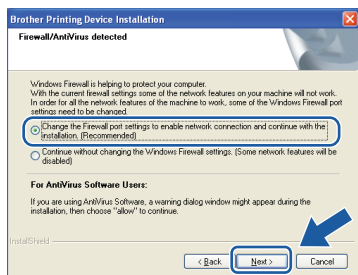 Brother Printing Device Installation
Firewall/AntiVirus detected
Windows Firewall is helping to protect your computer.
With the current firewall settings some of the network features on your machine will not work.
In order for all the network features of the machine to work, some of the Windows Firewall port
settings need to be changed.
Change the Firewall port settings to enable network connection and continue with the
installation. (Recommended)
Continue without changing the Windows Firewall settings. (Some network features will be
disabled)
For AntiVirus Software Users:
If you are using AntiVirus Software, a warning dialog window might appear during the
installation, then choose "allow" to continue.
InstallShield
< Back Next > Cancel